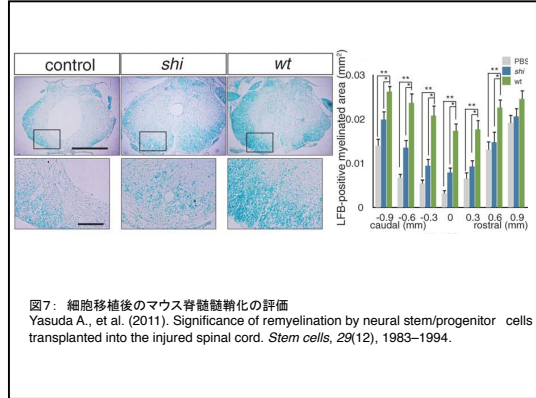 control
shi
wt
LFB-positive myelinated area (mm²)
PBS
shi
wt
** ** ** ** ** **
* * * * * *
0.03
0.02
0.01
0
-0.9 -0.6 -0.3 0 0.3 0.6 0.9
caudal (mm) rostral (mm)
図7: 細胞移植後のマウス脊髄髄鞘化の評価
Yasuda A., et al. (2011). Significance of remyelination by neural stem/progenitor cells
transplanted into the injured spinal cord. Stem cells, 29(12), 1983–1994.